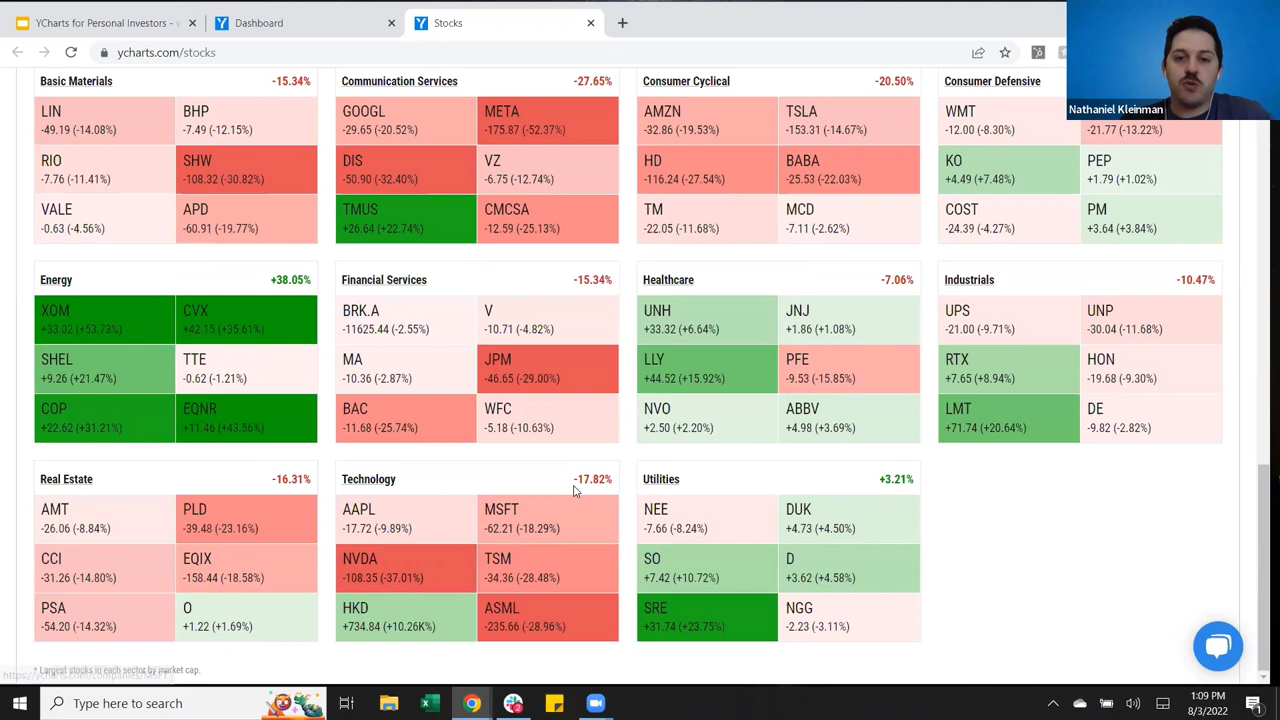 YCharts for Personal Investors - v
Dashboard
Stocks
ycharts.com/stocks
Nathaniel Kleinman
Basic Materials -15.34%
LIN BHP
-49.19 (-14.08%) -7.49 (-12.15%)
RIO SHW
-7.76 (-11.41%) -108.32 (-30.82%)
VALE APD
-0.63 (-4.56%) -60.91 (-19.77%)
Communication Services -27.65%
GOOGL META
-29.65 (-20.52%) -175.87 (-52.37%)
DIS VZ
-50.90 (-32.40%) -6.75 (-12.74%)
TMUS CMCSA
+26.64 (+22.74%) -12.59 (-25.13%)
Consumer Cyclical -20.50%
AMZN TSLA
-32.86 (-19.53%) -153.31 (-14.67%)
HD BABA
-116.24 (-27.54%) -25.53 (-22.03%)
TM MCD
-22.05 (-11.68%) -7.11 (-2.62%)
Consumer Defensive
WMT
-12.00 (-8.30%) -21.77 (-13.22%)
KO PEP
+4.49 (+7.48%) +1.79 (+1.02%)
COST PM
-24.39 (-4.27%) +3.64 (+3.84%)
Energy +38.05%
XOM CVX
+33.02 (+53.73%) +42.15 (+35.61%)
SHEL TTE
+9.26 (+21.47%) -0.62 (-1.21%)
COP EQNR
+22.62 (+31.21%) +11.46 (+43.56%)
Financial Services -15.34%
BRK.A V
-11625.44 (-2.55%) -10.71 (-4.82%)
MA JPM
-10.36 (-2.87%) -46.65 (-29.00%)
BAC WFC
-11.68 (-25.74%) -5.18 (-10.63%)
Healthcare -7.06%
UNH JNJ
+33.32 (+6.64%) +1.86 (+1.08%)
LLY PFE
+44.52 (+15.92%) -9.53 (-15.85%)
NVO ABBV
+2.50 (+2.20%) +4.98 (+3.69%)
Industrials -10.47%
UPS UNP
-21.00 (-9.71%) -30.04 (-11.68%)
RTX HON
+7.65 (+8.94%) -19.68 (-9.30%)
LMT DE
+71.74 (+20.64%) -9.82 (-2.82%)
Real Estate -16.31%
AMT PLD
-26.06 (-8.84%) -39.48 (-23.16%)
CCI EQIX
-31.26 (-14.80%) -158.44 (-18.58%)
PSA O
-54.20 (-14.32%) +1.22 (+1.69%)
Technology -17.82%
AAPL MSFT
-17.72 (-9.89%) -62.21 (-18.29%)
NVDA TSM
-108.35 (-37.01%) -34.36 (-28.48%)
HKD ASML
+734.84 (+10.26K%) -235.66 (-28.96%)
Utilities +3.21%
NEE DUK
-7.66 (-8.24%) +4.73 (+4.50%)
SO D
+7.42 (+10.72%) +3.62 (+4.58%)
SRE NGG
+31.74 (+23.75%) -2.23 (-3.11%)
* Largest stocks in each sector by market cap.
Type here to search
1:09 PM
8/3/2022